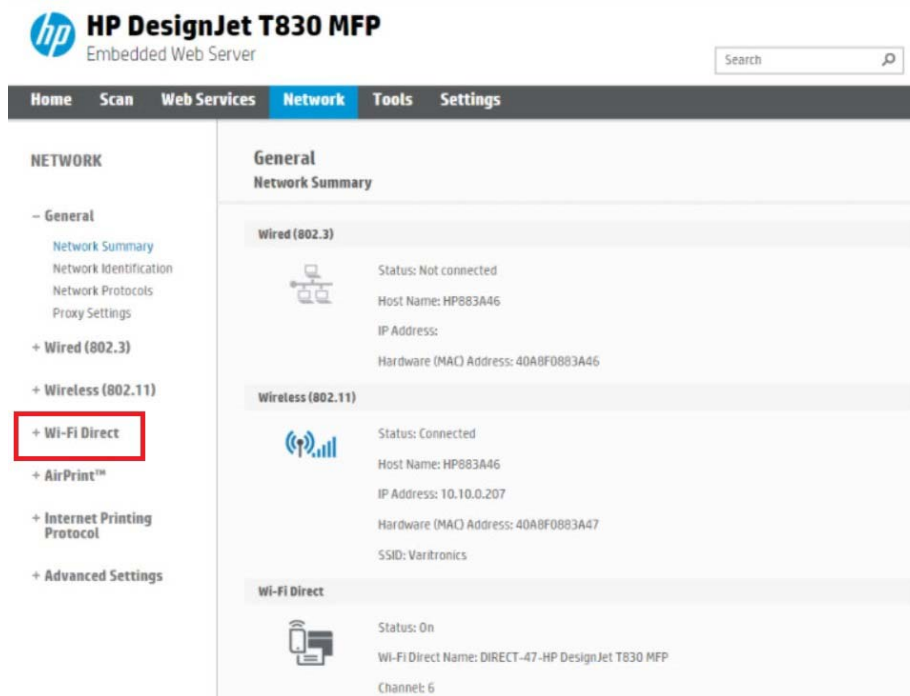 hp
HP DesignJet T830 MFP
Embedded Web Server
Search
Home Scan Web Services Network Tools Settings
NETWORK
– General
Network Summary
Network Identification
Network Protocols
Proxy Settings
+ Wired (802.3)
+ Wireless (802.11)
+ Wi-Fi Direct
+ AirPrint™
+ Internet Printing
Protocol
+ Advanced Settings
General
Network Summary
Wired (802.3)
Status: Not connected
Host Name: HP883A46
IP Address:
Hardware (MAC) Address: 40A8F0883A46
Wireless (802.11)
Status: Connected
Host Name: HP883A46
IP Address: 10.10.0.207
Hardware (MAC) Address: 40A8F0883A47
SSID: Varitronics
Wi-Fi Direct
Status: On
Wi-Fi Direct Name: DIRECT-47-HP DesignJet T830 MFP
Channel: 6